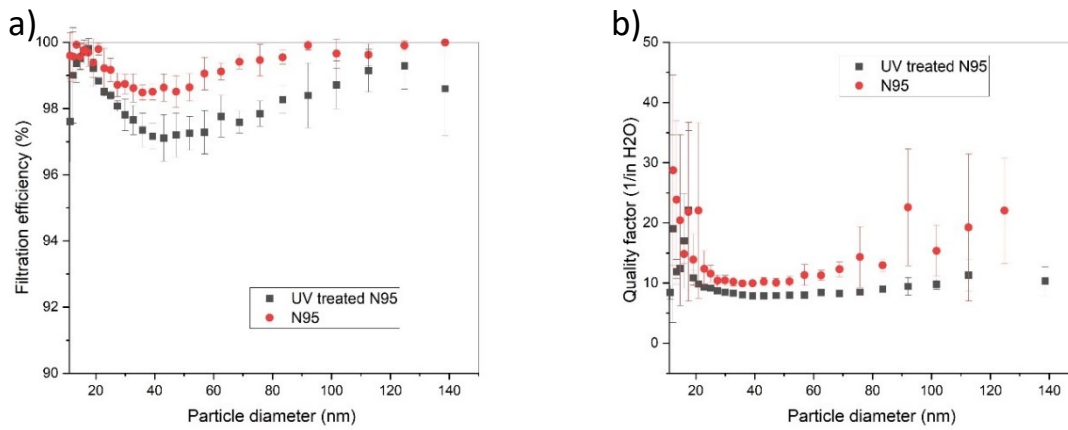 a)
100
98
96
94
92
90
Filtration efficiency (%)
UV treated N95
N95
20
40
60
80
100
120
140
Particle diameter (nm)
b)
50
40
30
20
10
0
Quality factor (1/in H2O)
UV treated N95
N95
20
40
60
80
100
120
140
Particle diameter (nm)